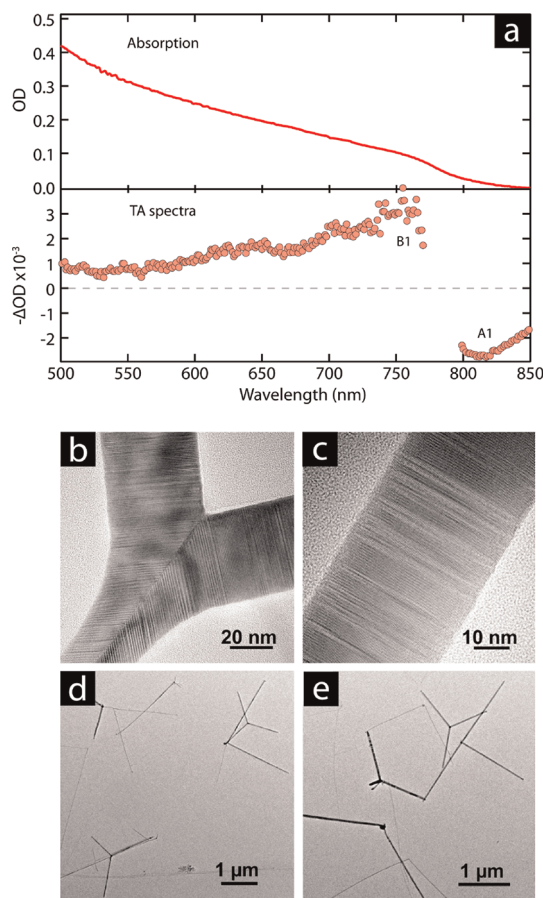 a
0.5
0.4
0.3
0.2
0.1
0.0
OD
Absorption
TA spectra
3
2
1
0
-1
-2
-ΔOD x10⁻³
B1
A1
500 550 600 650 700 750 800 850
Wavelength (nm)
b
20 nm
c
10 nm
d
1 µm
e
1 µm